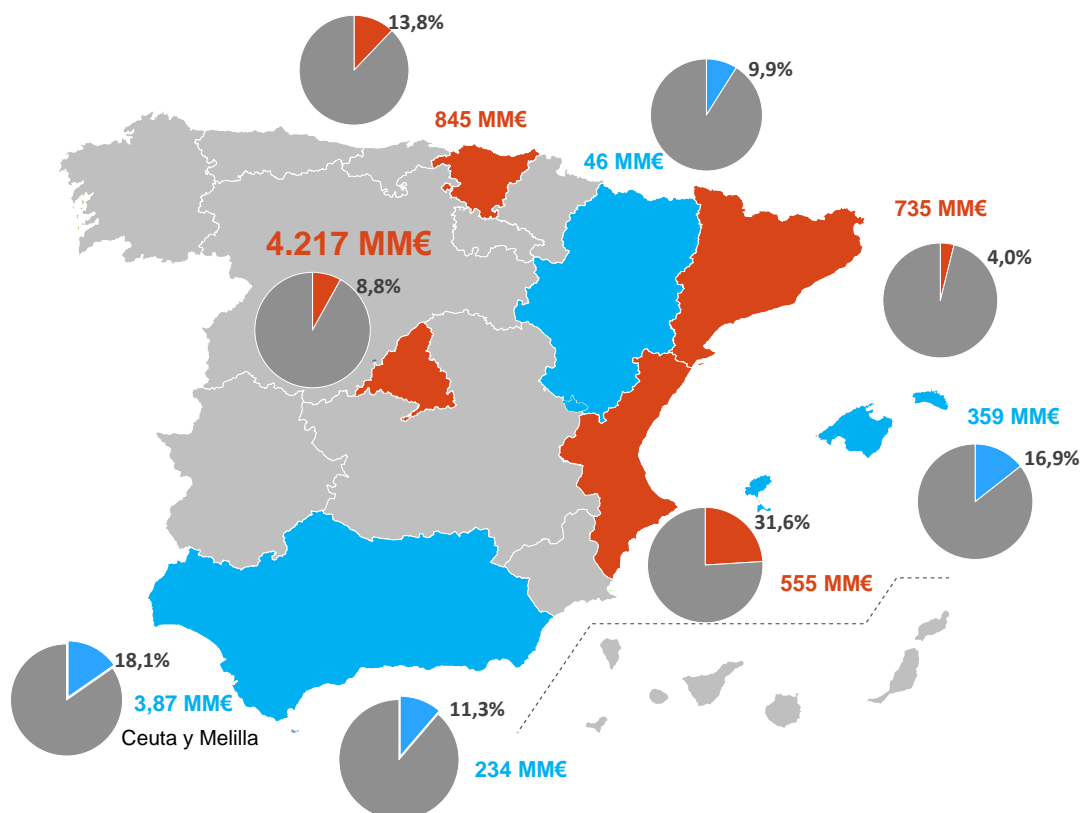 13,8%
9,9%
845 MM€
46 MM€
735 MM€
4.217 MM€
8,8%
4,0%
359 MM€
16,9%
31,6%
555 MM€
18,1%
3,87 MM€
Ceuta y Melilla
11,3%
234 MM€